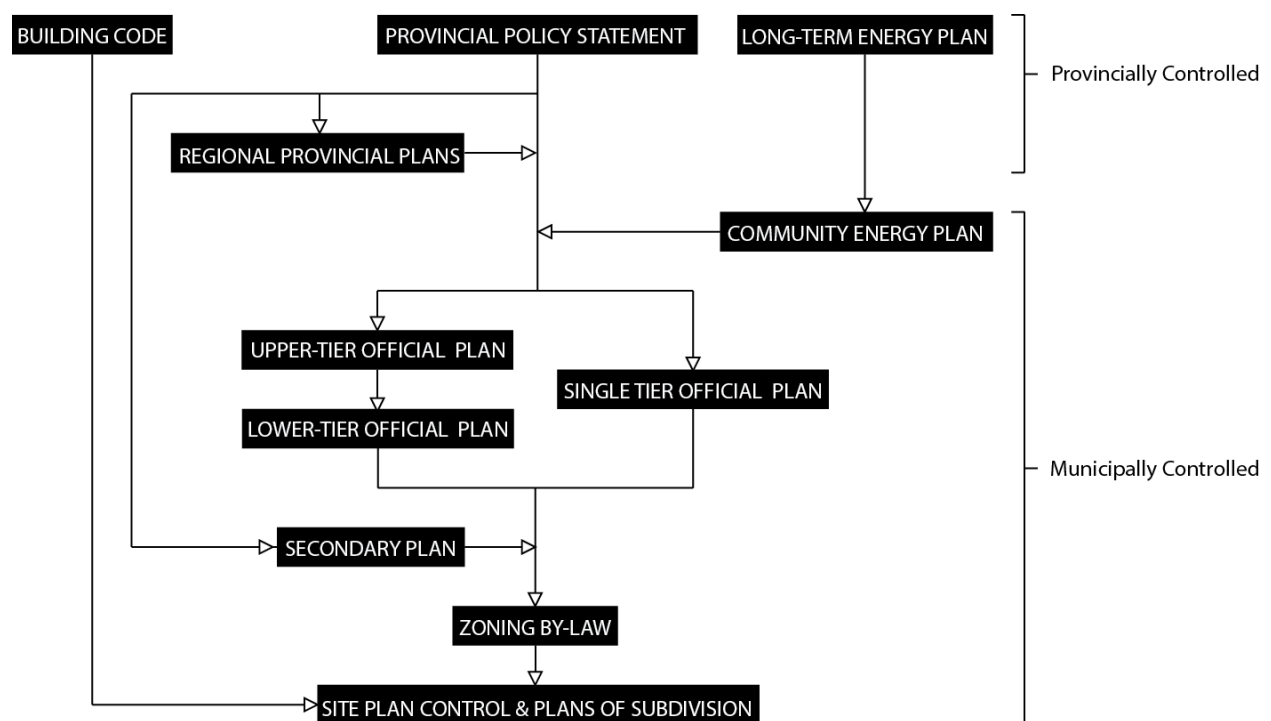 BUILDING CODE
PROVINCIAL POLICY STATEMENT
LONG-TERM ENERGY PLAN
Provincially Controlled
REGIONAL PROVINCIAL PLANS
COMMUNITY ENERGY PLAN
UPPER-TIER OFFICIAL PLAN
SINGLE TIER OFFICIAL PLAN
LOWER-TIER OFFICIAL PLAN
Municipally Controlled
SECONDARY PLAN
ZONING BY-LAW
SITE PLAN CONTROL & PLANS OF SUBDIVISION